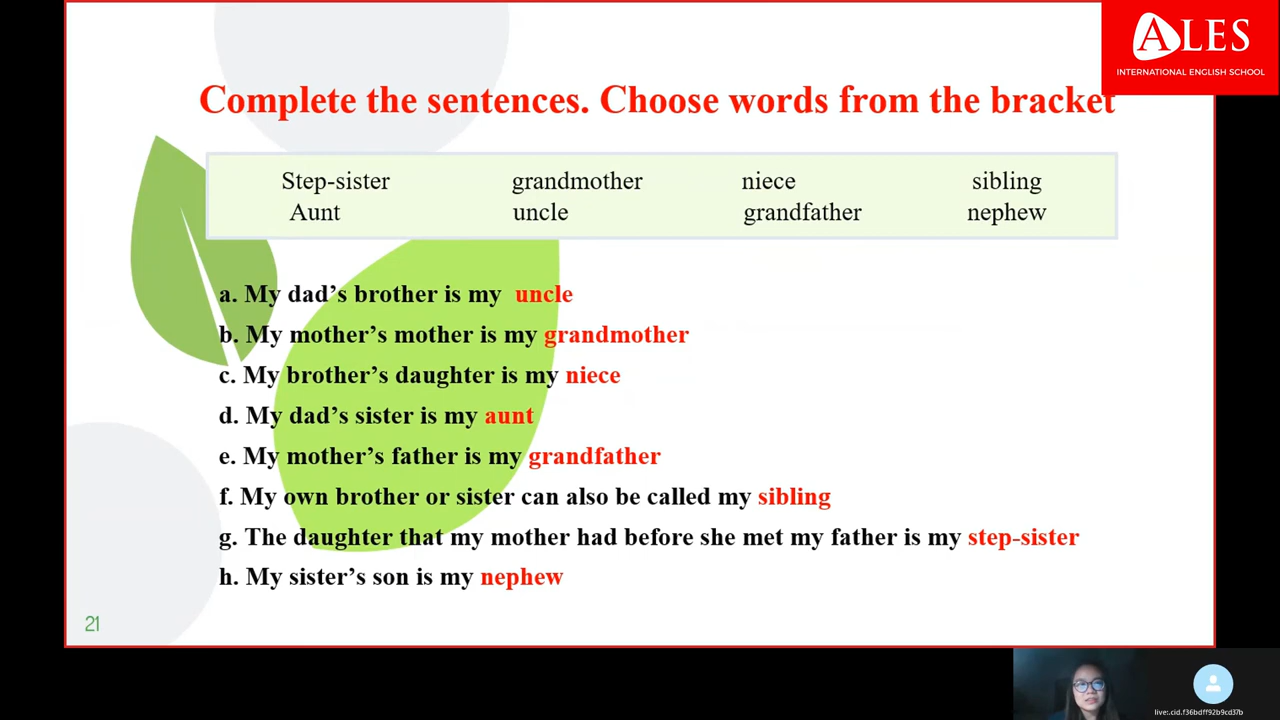 ALES
INTERNATIONAL ENGLISH SCHOOL
Complete the sentences. Choose words from the bracket
Step-sister grandmother niece sibling
Aunt uncle grandfather nephew
a. My dad’s brother is my uncle
b. My mother’s mother is my grandmother
c. My brother’s daughter is my niece
d. My dad’s sister is my aunt
e. My mother’s father is my grandfather
f. My own brother or sister can also be called my sibling
g. The daughter that my mother had before she met my father is my step-sister
h. My sister’s son is my nephew
21
live:.cid.f36bdff92b9cd37b